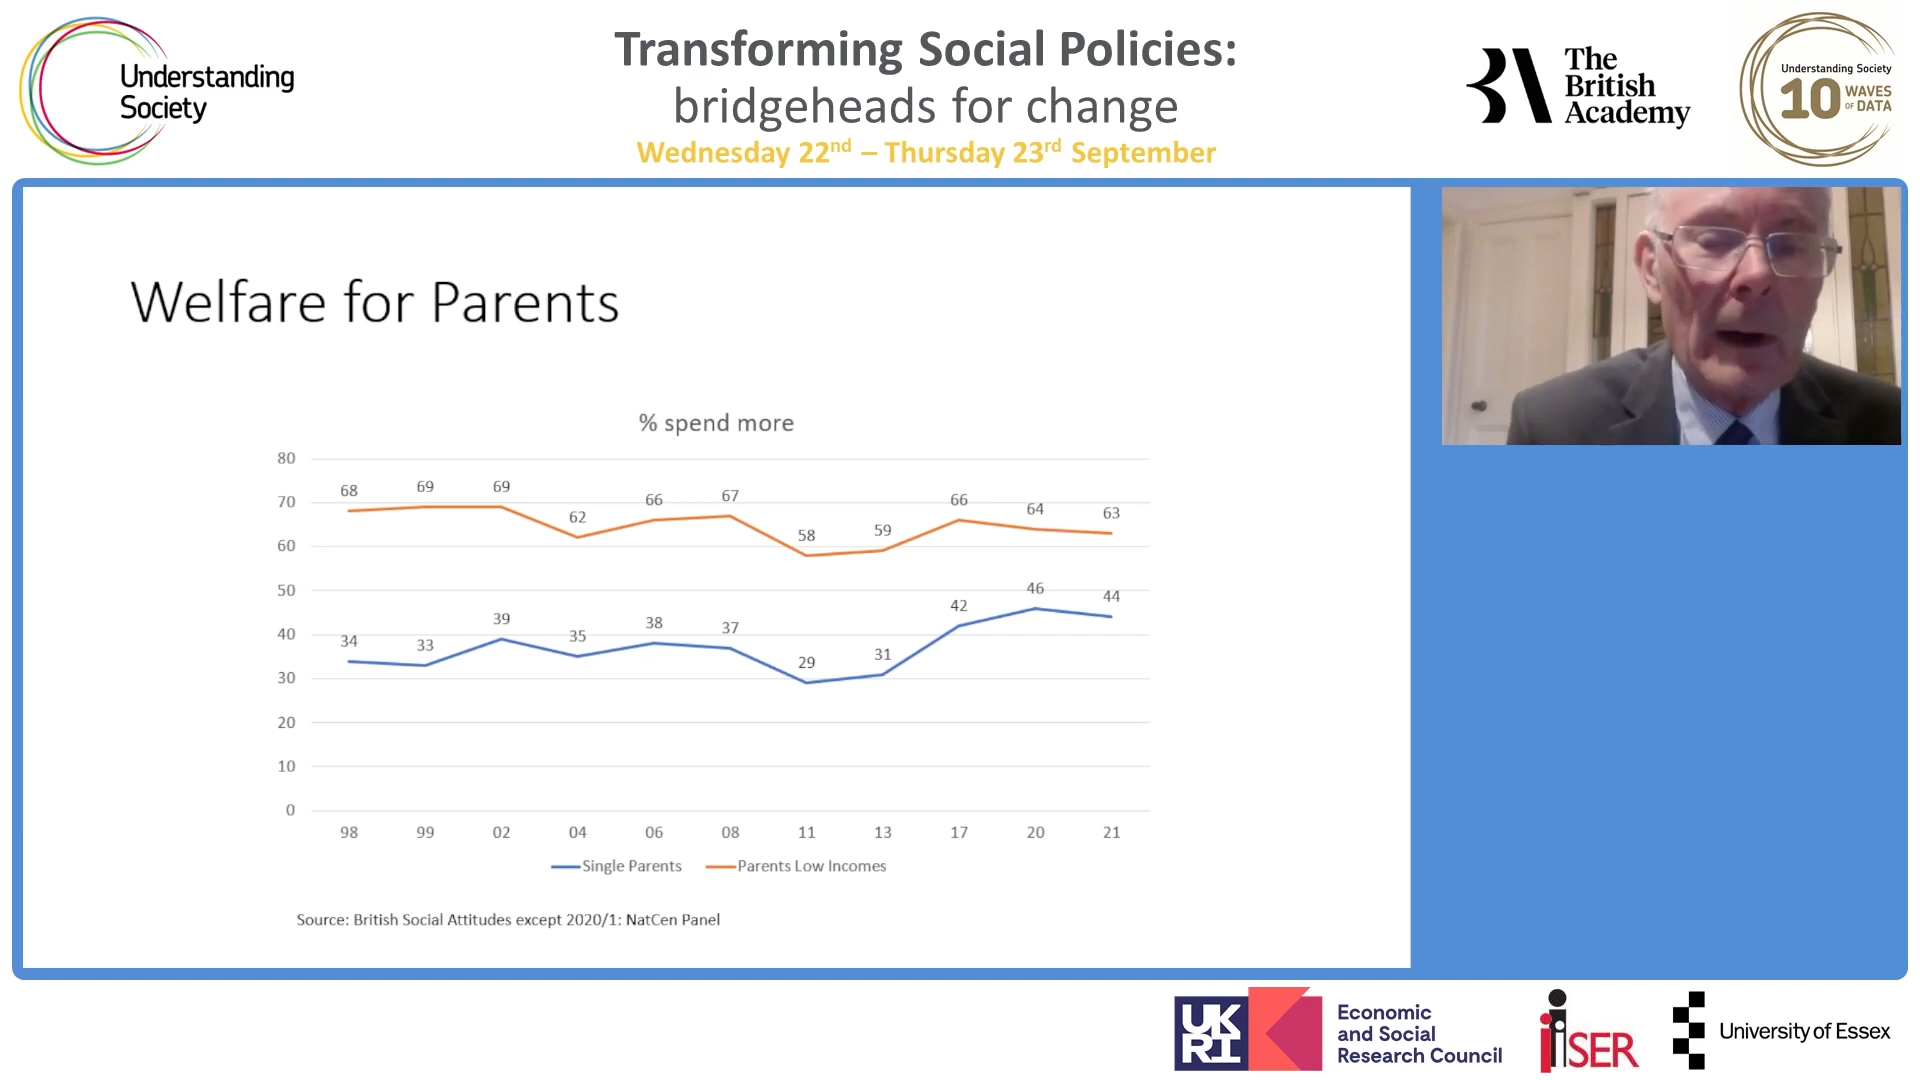 Understanding
Society
Transforming Social Policies:
bridgeheads for change
Wednesday 22nd – Thursday 23rd September
The
British
Academy
Understanding Society
10 WAVES
OF DATA
Welfare for Parents
% spend more
80
70
60
50
40
30
20
10
0
68 69 69 62 66 67 58 59 66 64 63
34 33 39 35 38 37 29 31 42 46 44
98 99 02 04 06 08 11 13 17 20 21
Single Parents Parents Low Incomes
Source: British Social Attitudes except 2020/1: NatCen Panel
UK
RI
Economic
and Social
Research Council
iSER
University of Essex